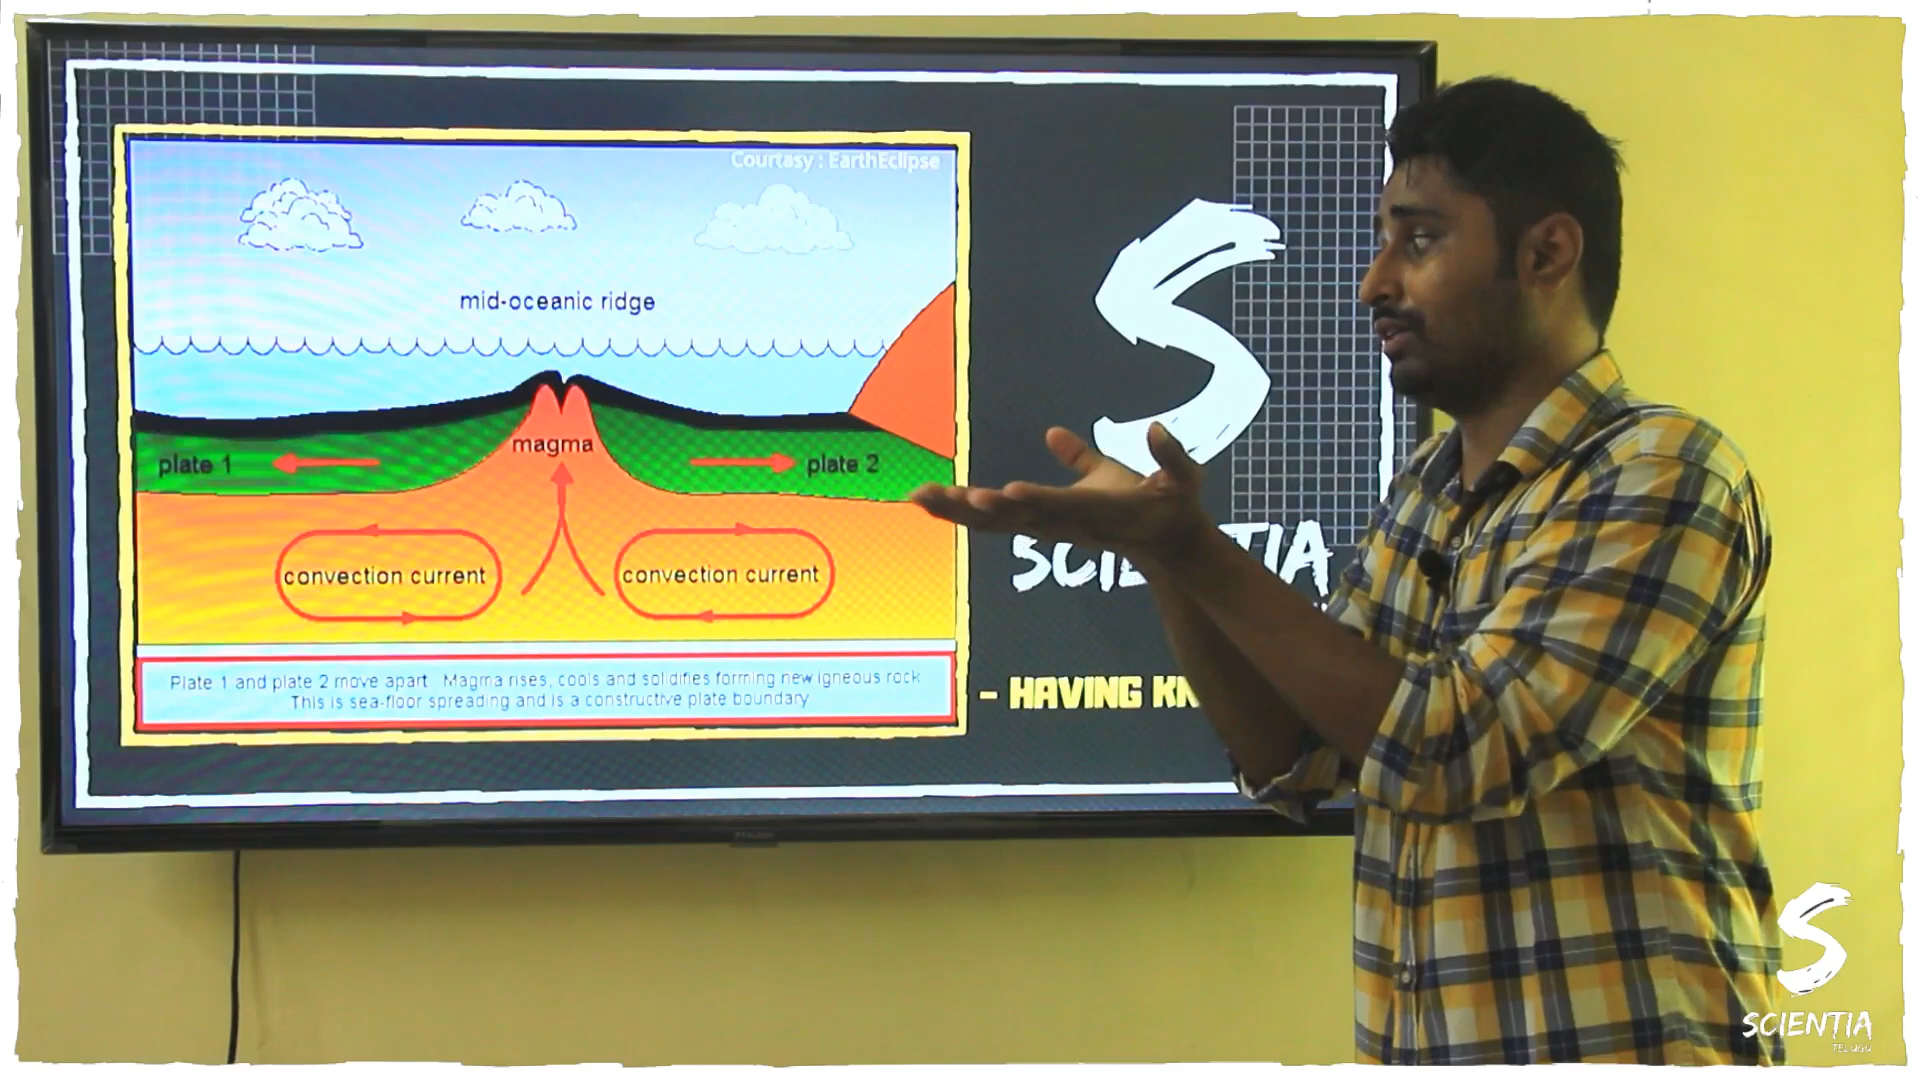 Courtasy : EarthEclipse
mid-oceanic ridge
magma
plate 1
plate 2
convection current
convection current
Plate 1 and plate 2 move apart. Magma rises, cools and solidifies forming new igneous rock
This is sea-floor spreading and is a constructive plate boundary
S
- HAVING
S
SCIENTIA
TELUGU